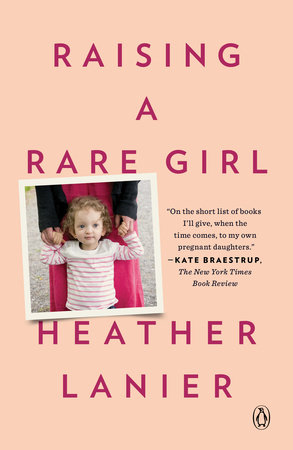 RAISING
A
RARE GIRL
“On the short list of books
I’ll give, when the
time comes, to my own
pregnant daughters.”
—KATE BRAESTRUP,
The New York Times
Book Review
HEATHER
LANIER